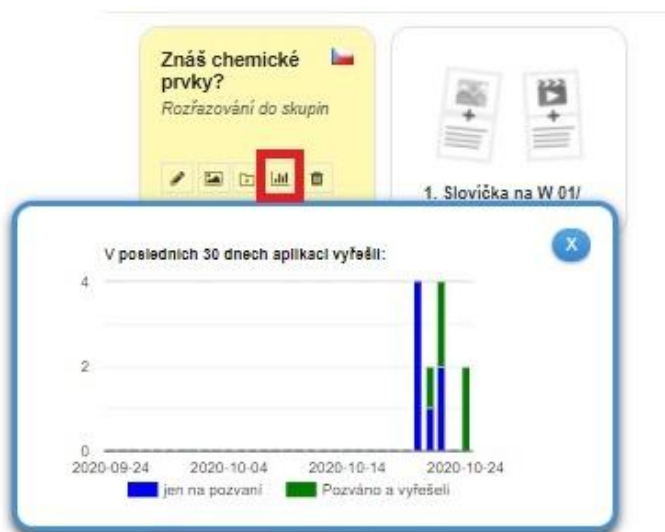 Znáš chemické
prvky?
Rozřazování do skupin
1. Slovíčka na W 01/
V posledních 30 dnech aplikaci vyřešil:
4
2
0
2020-09-24 2020-10-04 2020-10-14 2020-10-24
jen na pozvaní Pozváno a vyřešeli
X